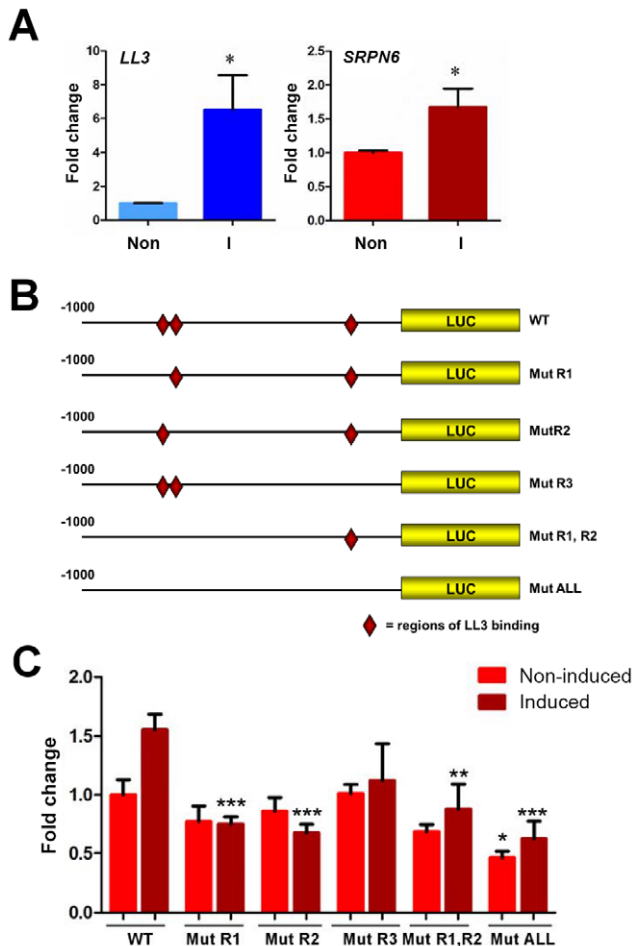 A
LL3
SRPN6
*
*
Fold change
10
8
6
4
2
0
Non
I
Fold change
2.5
2.0
1.5
1.0
0.5
0.0
Non
I
B
-1000
LUC
WT
-1000
LUC
Mut R1
-1000
LUC
MutR2
-1000
LUC
Mut R3
-1000
LUC
Mut R1, R2
-1000
LUC
Mut ALL
= regions of LL3 binding
C
Non-induced
Induced
Fold change
2.0
1.5
1.0
0.5
0.0
***
***
**
*
***
WT
Mut R1
Mut R2
Mut R3
Mut R1,R2
Mut ALL